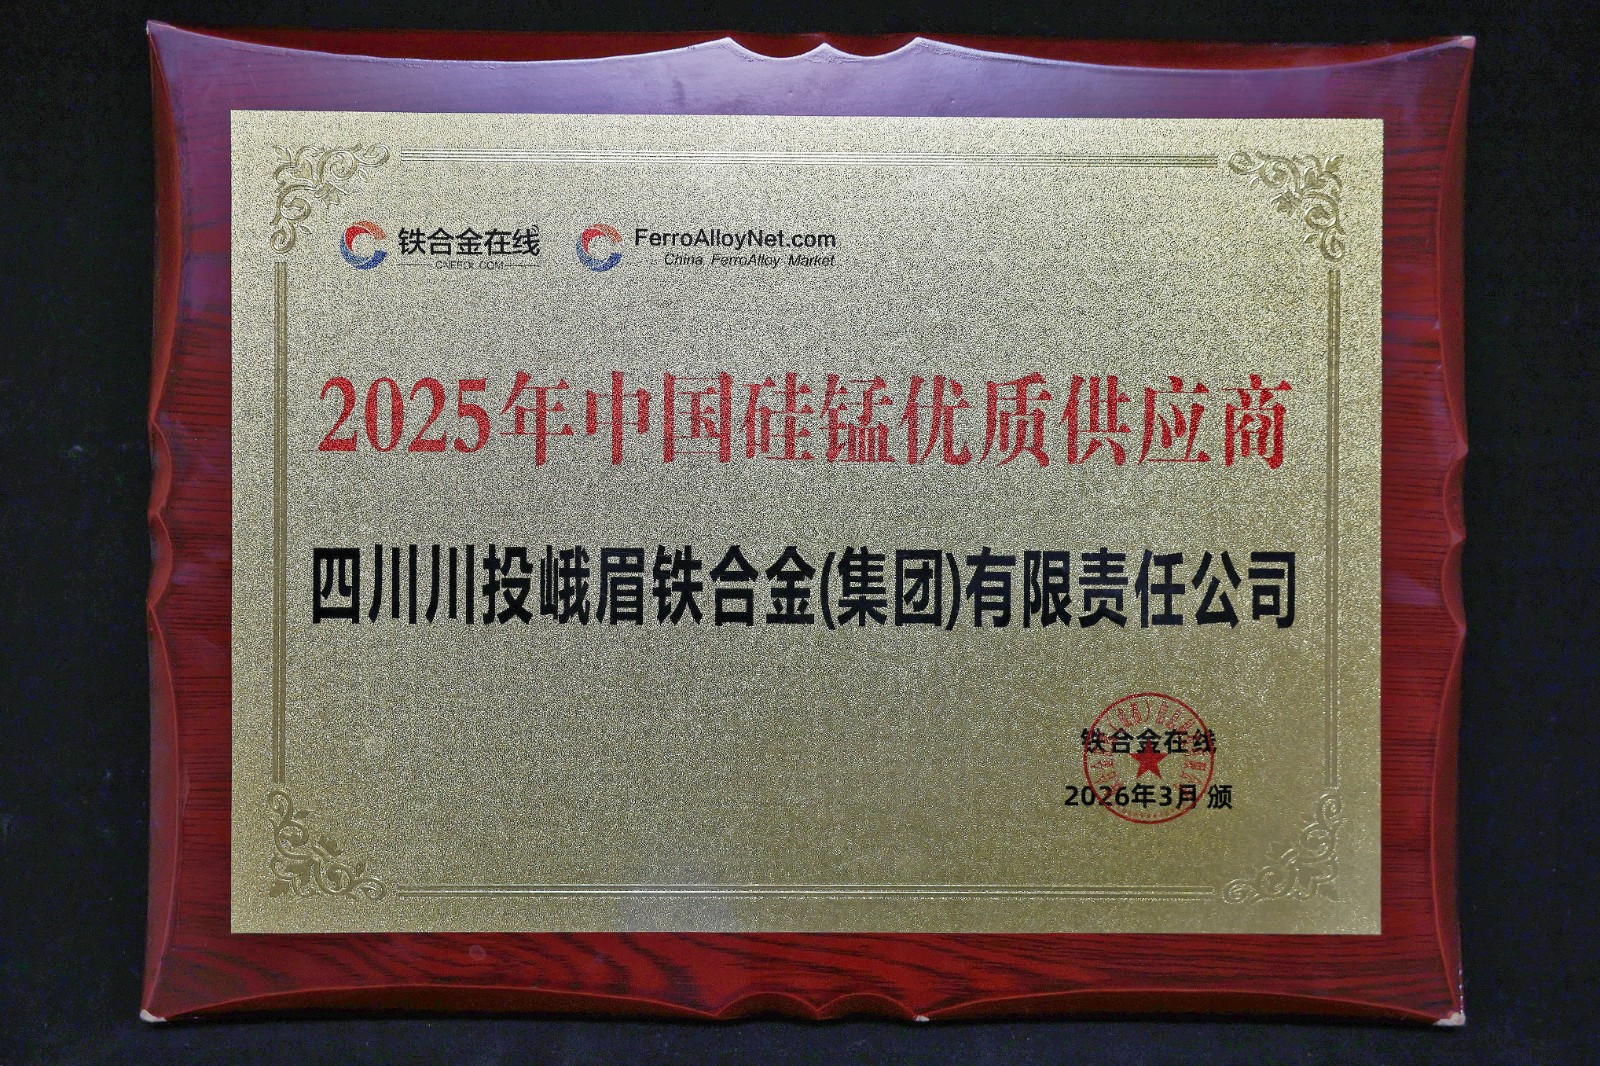 铁合金在线
CNFEOL.COM
FerroAlloyNet.com
China FerroAlloy Market
2025年中国硅锰优质供应商
四川川投峨眉铁合金(集团)有限责任公司
铁合金在线
2026年3月 颁